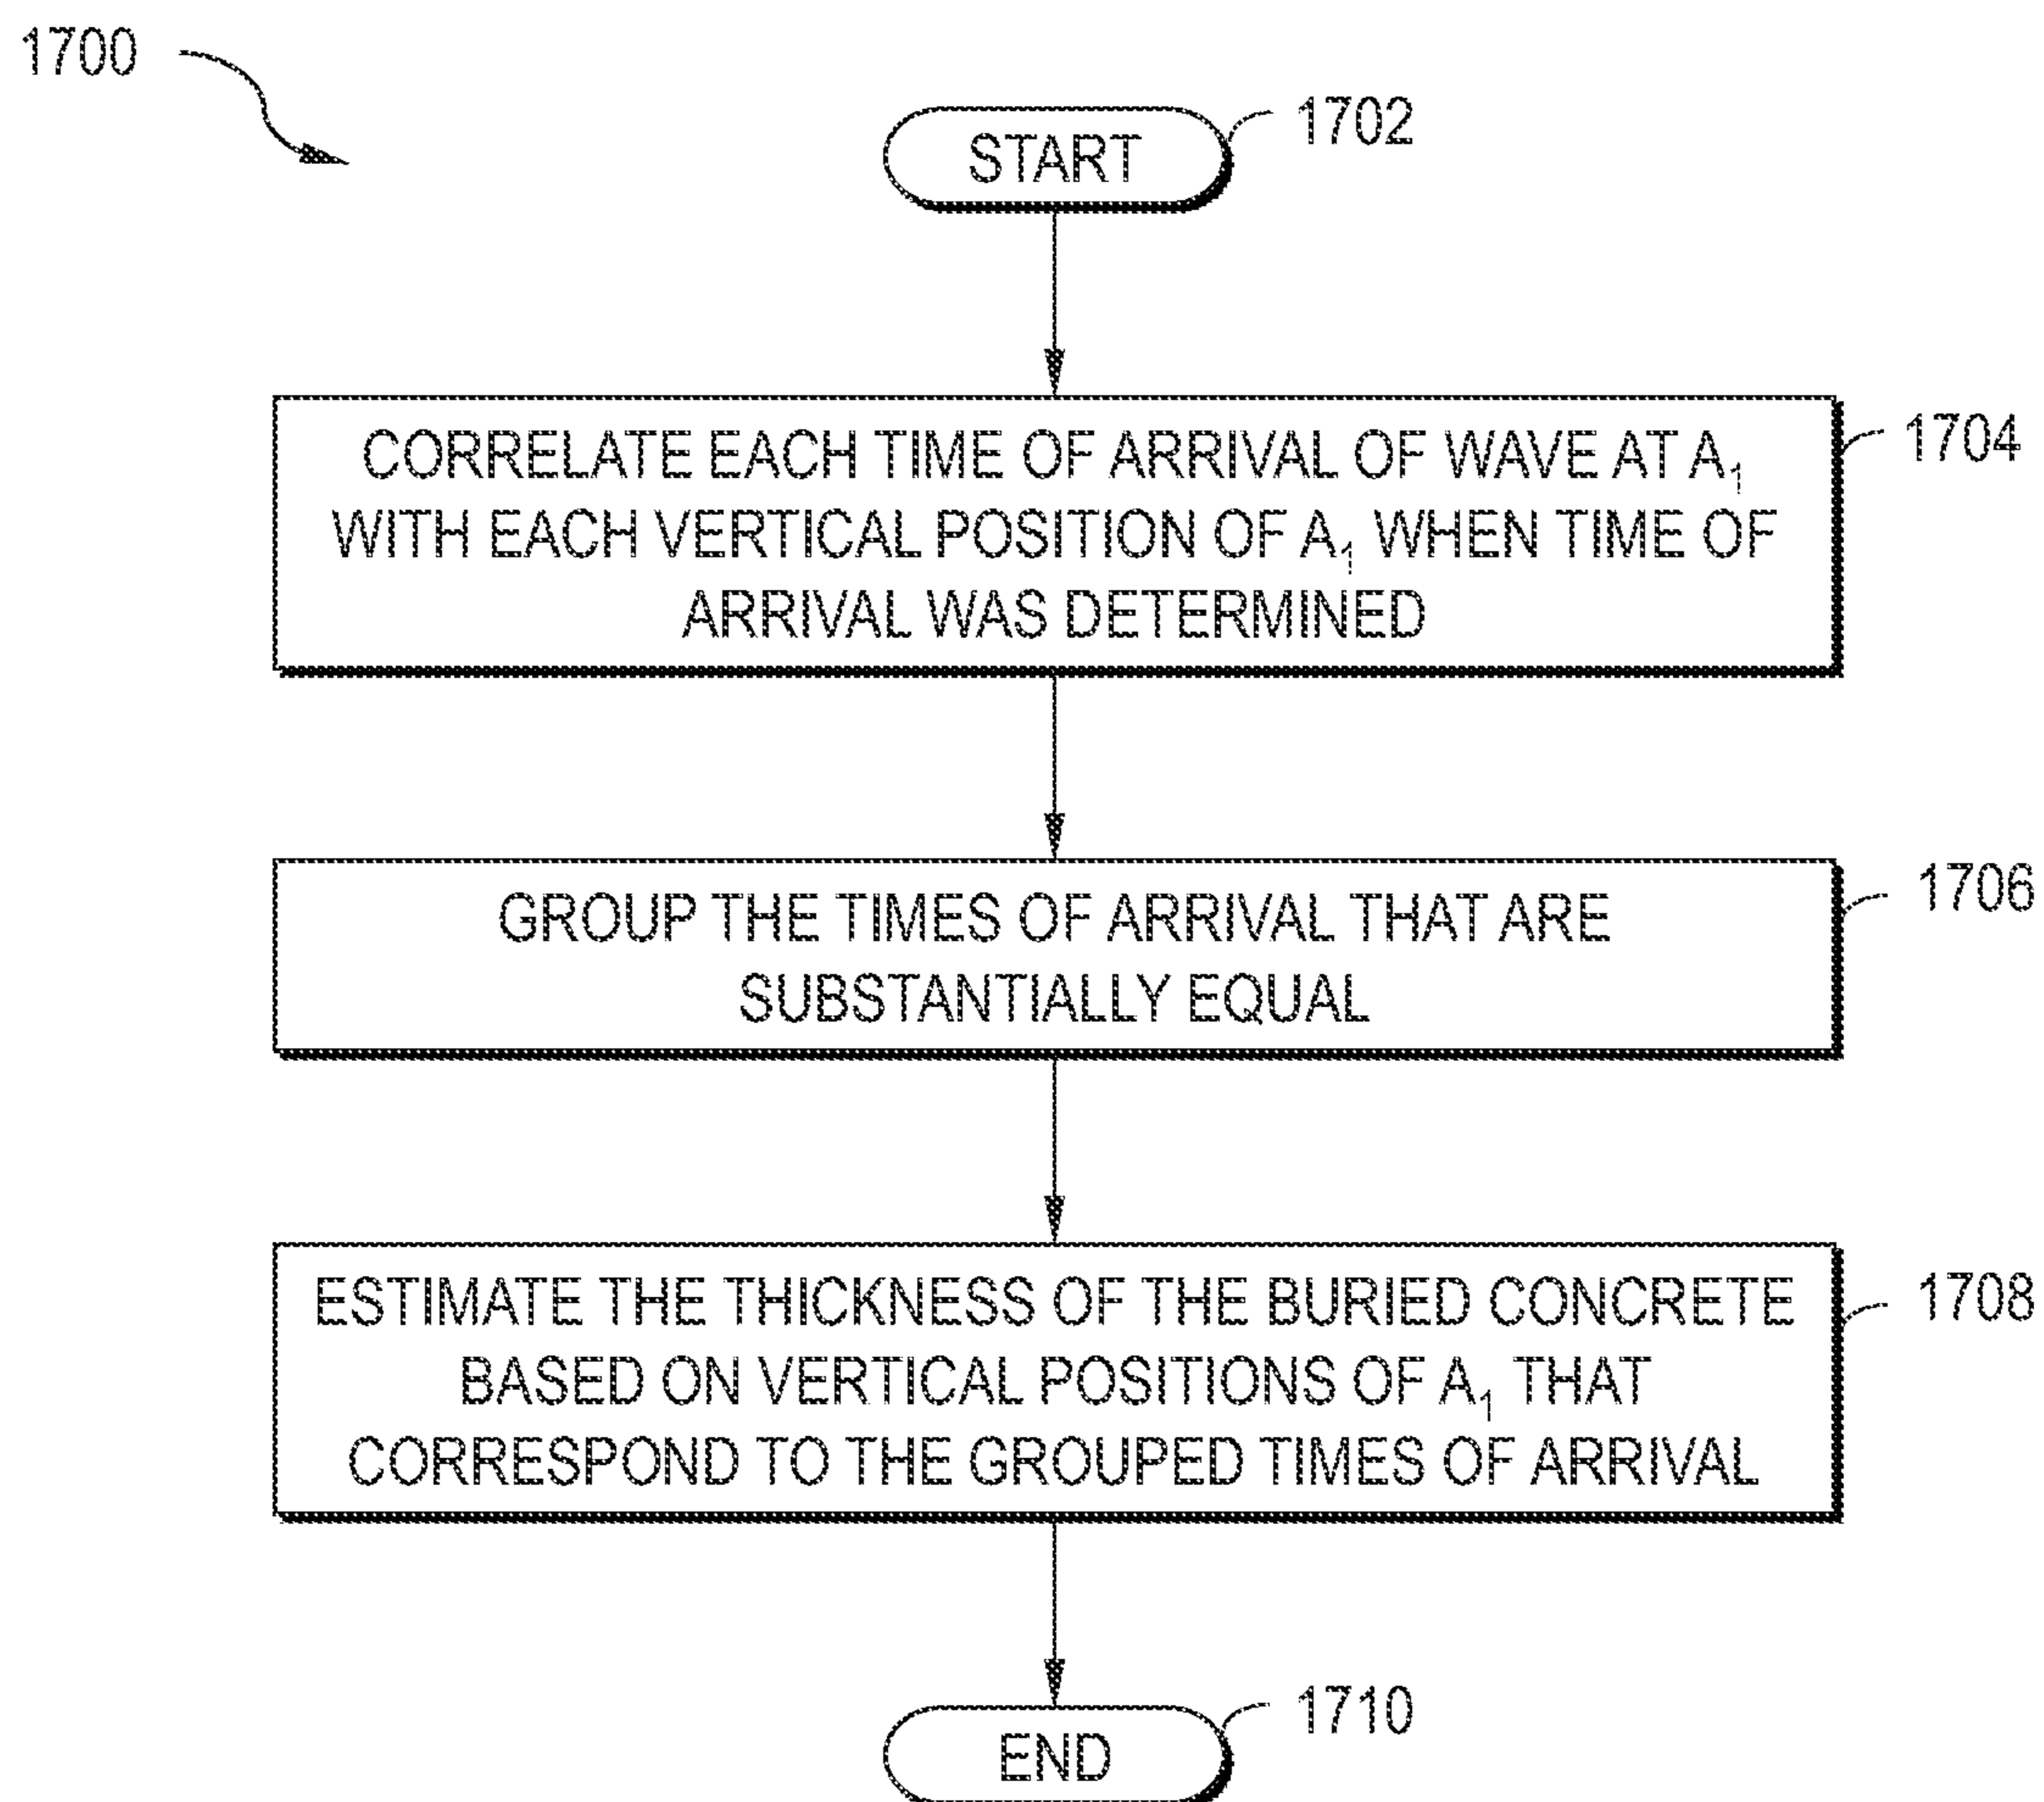 1700
START
1702
CORRELATE EACH TIME OF ARRIVAL OF WAVE AT A₁
WITH EACH VERTICAL POSITION OF A₁ WHEN TIME OF
ARRIVAL WAS DETERMINED
1704
GROUP THE TIMES OF ARRIVAL THAT ARE
SUBSTANTIALLY EQUAL
1706
ESTIMATE THE THICKNESS OF THE BURIED CONCRETE
BASED ON VERTICAL POSITIONS OF A₁ THAT
CORRESPOND TO THE GROUPED TIMES OF ARRIVAL
1708
END
1710